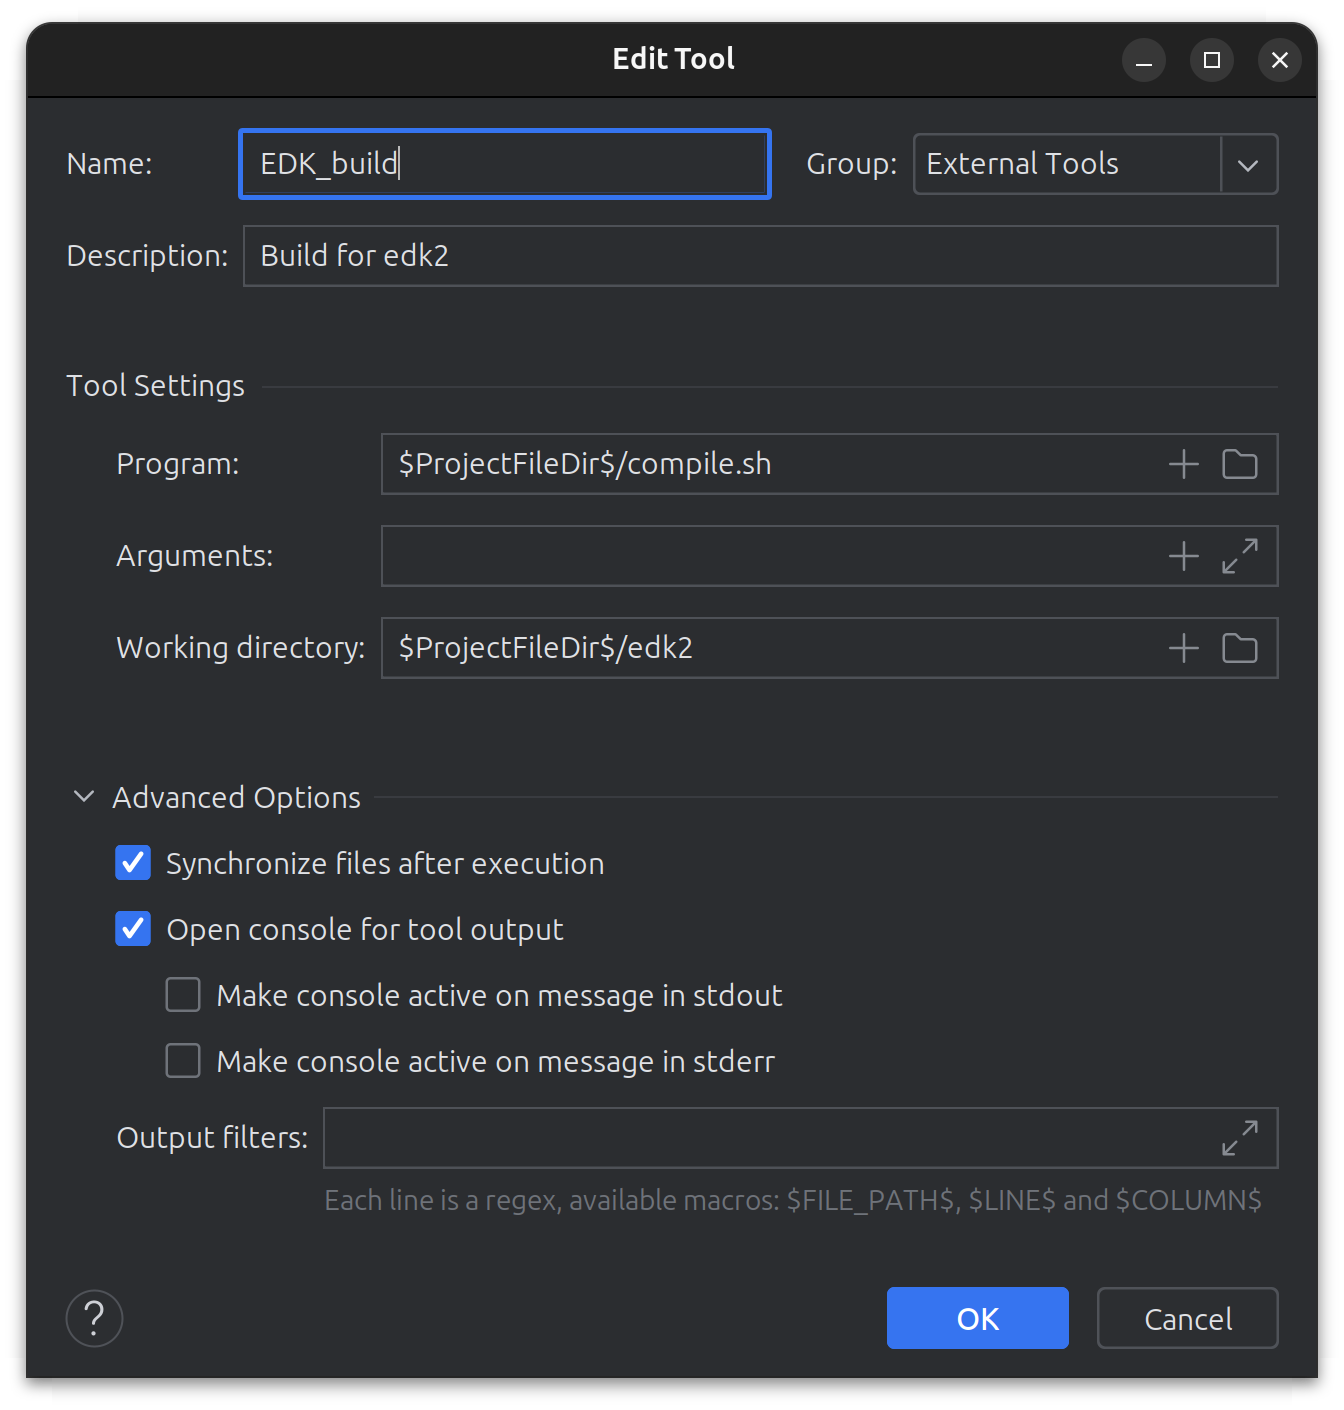 Edit Tool
Name: EDK_build Group: External Tools
Description: Build for edk2
Tool Settings
Program: $ProjectFileDir$/compile.sh
Arguments:
Working directory: $ProjectFileDir$/edk2
Advanced Options
Synchronize files after execution
Open console for tool output
Make console active on message in stdout
Make console active on message in stderr
Output filters:
Each line is a regex, available macros: $FILE_PATH$, $LINE$ and $COLUMN$
? OK Cancel